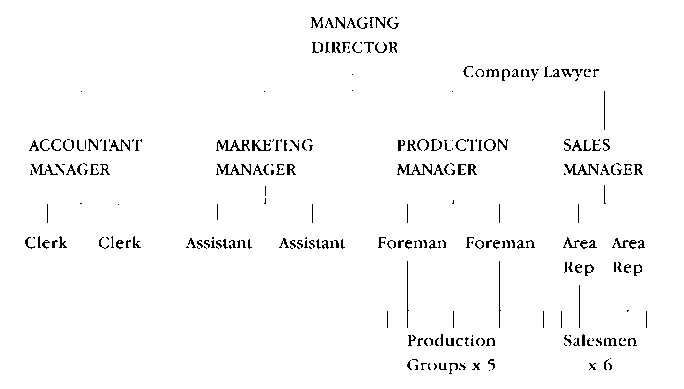 MANAGING
DIRECTOR
Company Lawyer
ACCOUNTANT MARKETING PRODUCTION SALES
MANAGER MANAGER MANAGER MANAGER
Clerk Clerk Assistant Assistant Foreman Foreman Area Area
Rep Rep
Production Salesmen
Groups x 5 x 6